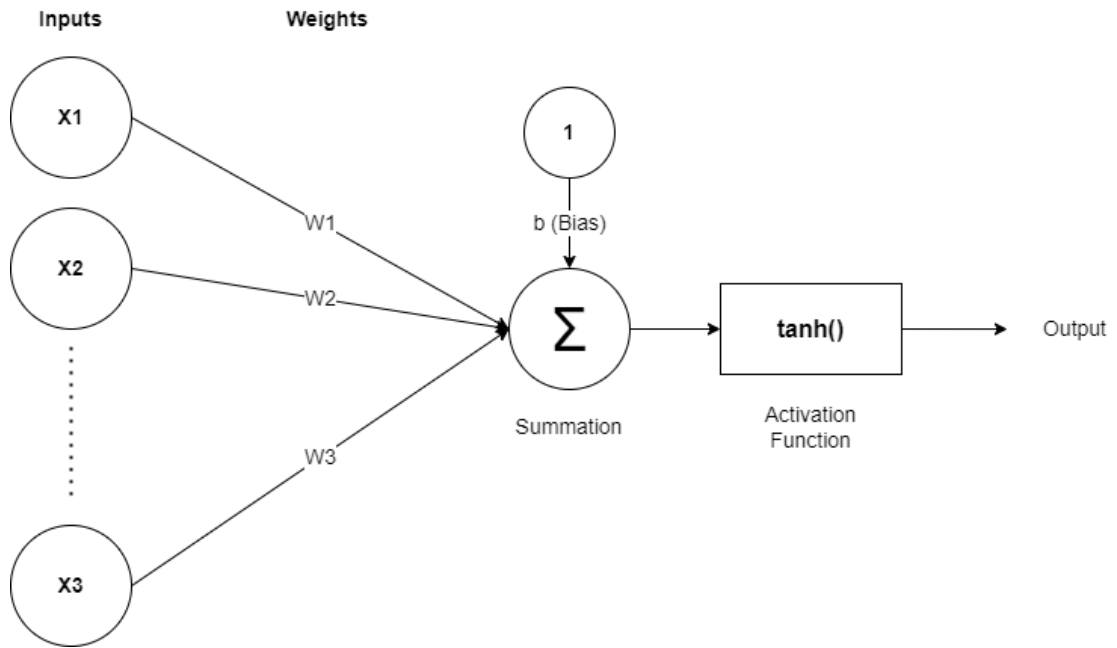 Inputs
Weights
X1
1
W1
b (Bias)
X2
W2
Σ
tanh()
Output
Summation
Activation
Function
W3
X3